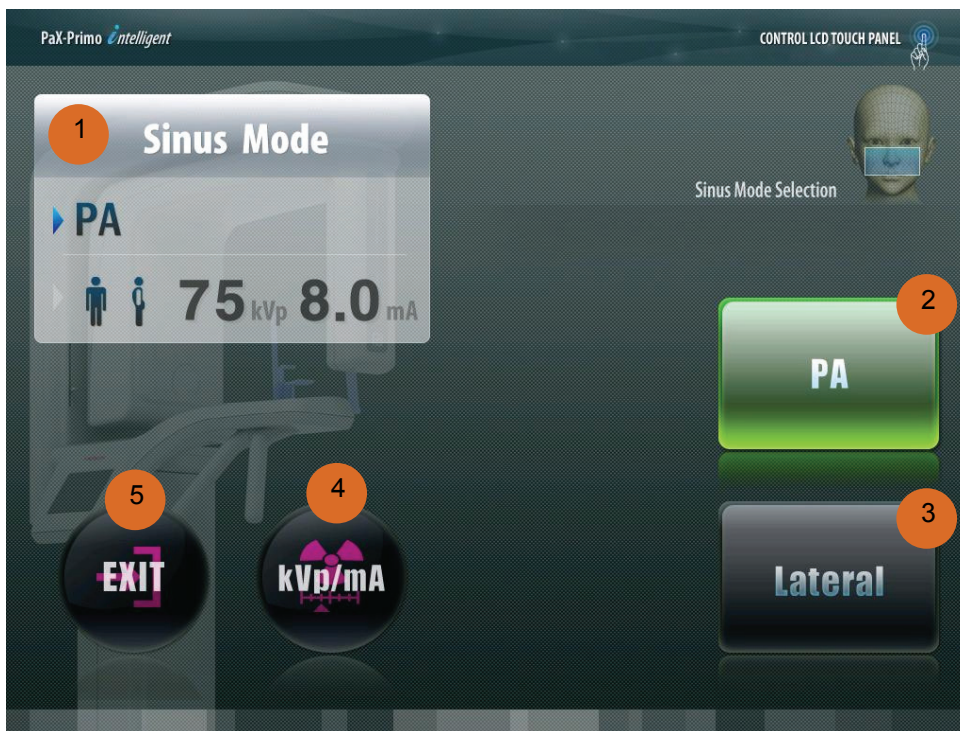 PaX-Primo intelligent
CONTROL LCD TOUCH PANEL
1
Sinus Mode
PA
75 kVp 8.0 mA
Sinus Mode Selection
2
PA
3
Lateral
4
kVp/mA
5
EXIT